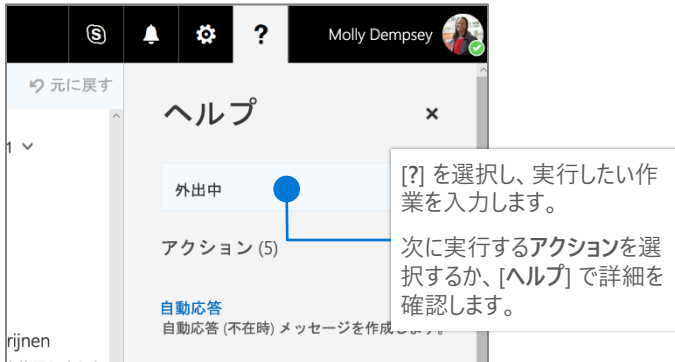 ? Molly Dempsey
元に戻す
ヘルプ ×
1
外出中
[?] を選択し、実行したい作
業を入力します。
アクション (5)
次に実行するアクションを選
択するか、[ヘルプ] で詳細を
確認します。
自動応答
自動応答 (不在時) メッセージを作成します。
rijnen